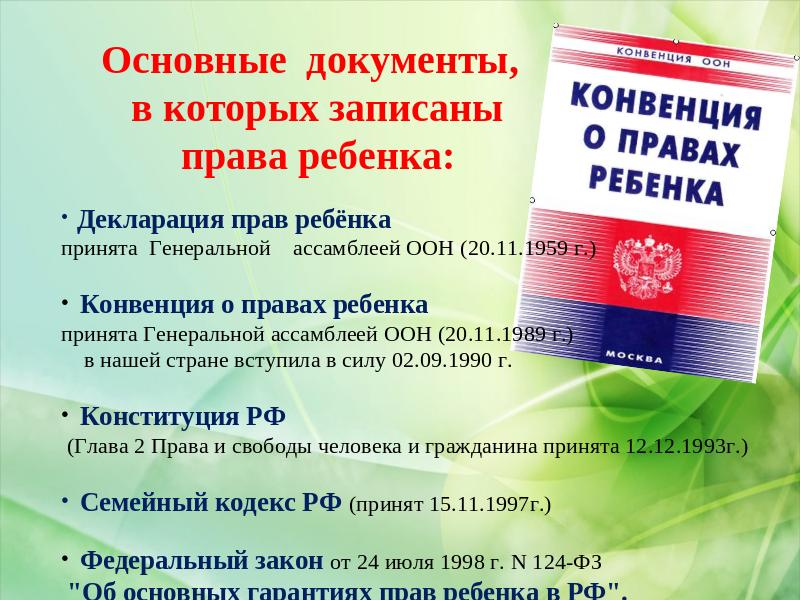 Основные документы,
в которых записаны
права ребенка:
• Декларация прав ребёнка
принята Генеральной ассамблеей ООН (20.11.1959 г.)
• Конвенция о правах ребенка
принята Генеральной ассамблеей ООН (20.11.1989 г.)
в нашей стране вступила в силу 02.09.1990 г.
• Конституция РФ
(Глава 2 Права и свободы человека и гражданина принята 12.12.1993г.)
• Семейный кодекс РФ (принят 15.11.1997г.)
• Федеральный закон от 24 июля 1998 г. N 124-ФЗ
"Об основных гарантиях прав ребенка в РФ".
КОНВЕНЦИЯ ООН
КОНВЕНЦИЯ
О ПРАВАХ
РЕБЕНКА
МОСКВА